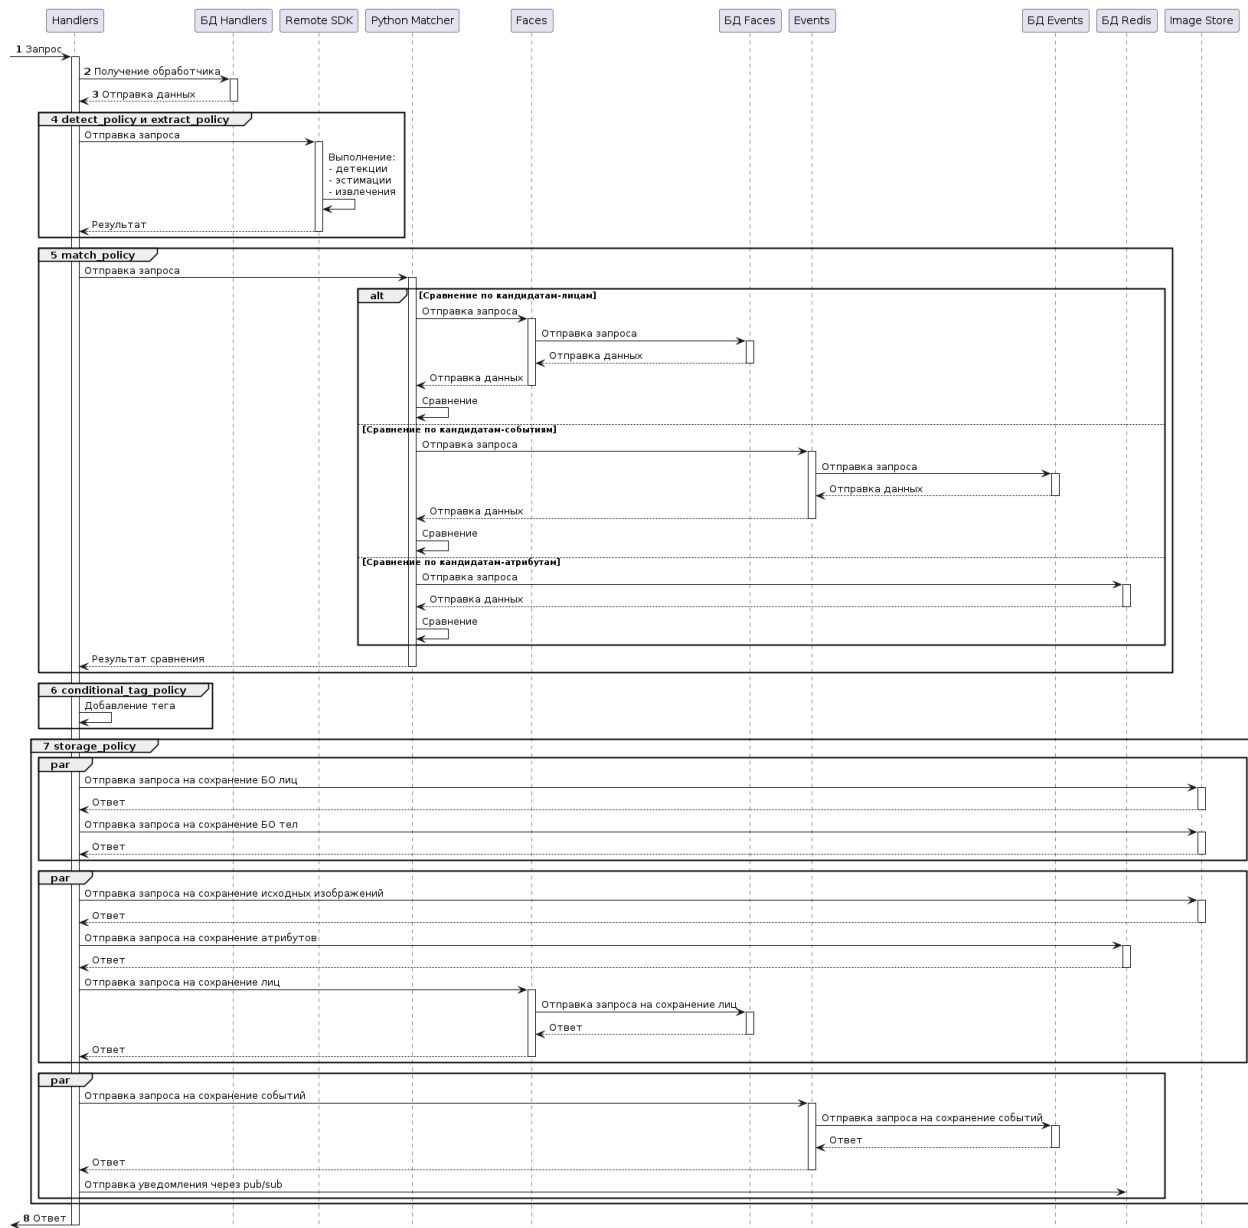 Handlers
БД Handlers
Remote SDK
Python Matcher
Faces
БД Faces
Events
БД Events
БД Redis
Image Store
1 Запрос
2 Получение обработчика
3 Отправка данных
4 detect_policy и extract_policy
Отправка запроса
Выполнение:
- детекции
- эстимации
- извлечения
Результат
5 match_policy
Отправка запроса
alt [Сравнение по кандидатам-лицам]
Отправка запроса
Отправка запроса
Отправка данных
Отправка данных
Сравнение
[Сравнение по кандидатам-событиям]
Отправка запроса
Отправка запроса
Отправка данных
Отправка данных
Сравнение
[Сравнение по кандидатам-атрибутам]
Отправка запроса
Отправка данных
Сравнение
Результат сравнения
6 conditional_tag_policy
Добавление тега
7 storage_policy
par
Отправка запроса на сохранение БО лиц
Ответ
Отправка запроса на сохранение БО тел
Ответ
par
Отправка запроса на сохранение исходных изображений
Ответ
Отправка запроса на сохранение атрибутов
Ответ
Отправка запроса на сохранение лиц
Отправка запроса на сохранение лиц
Ответ
Ответ
par
Отправка запроса на сохранение событий
Отправка запроса на сохранение событий
Ответ
Ответ
Отправка уведомления через pub/sub
8 Ответ